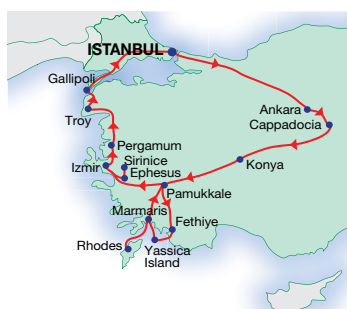 ISTANBUL
Gallipoli
Troy
Ankara
Cappadocia
Pergamum
Sirinice
Izmir
Ephesus
Konya
Pamukkale
Marmaris
Fethiye
Rhodes
Yassica
Island